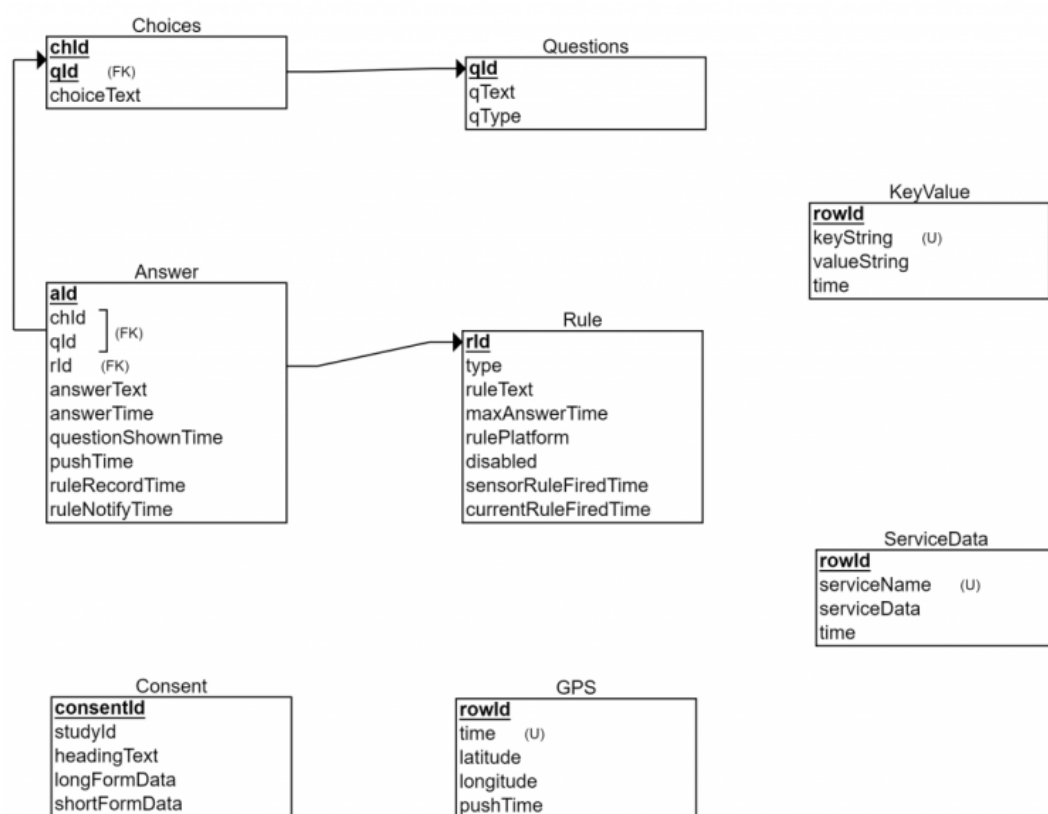 Choices
chId
qId (FK)
choiceText
Questions
qId
qText
qType
KeyValue
rowId
keyString (U)
valueString
time
Answer
aId
chId
qId (FK)
rId (FK)
answerText
answerTime
questionShownTime
pushTime
ruleRecordTime
ruleNotifyTime
Rule
rId
type
ruleText
maxAnswerTime
rulePlatform
disabled
sensorRuleFiredTime
currentRuleFiredTime
ServiceData
rowId
serviceName (U)
serviceData
time
Consent
consentId
studyId
headingText
longFormData
shortFormData
GPS
rowId
time (U)
latitude
longitude
pushTime